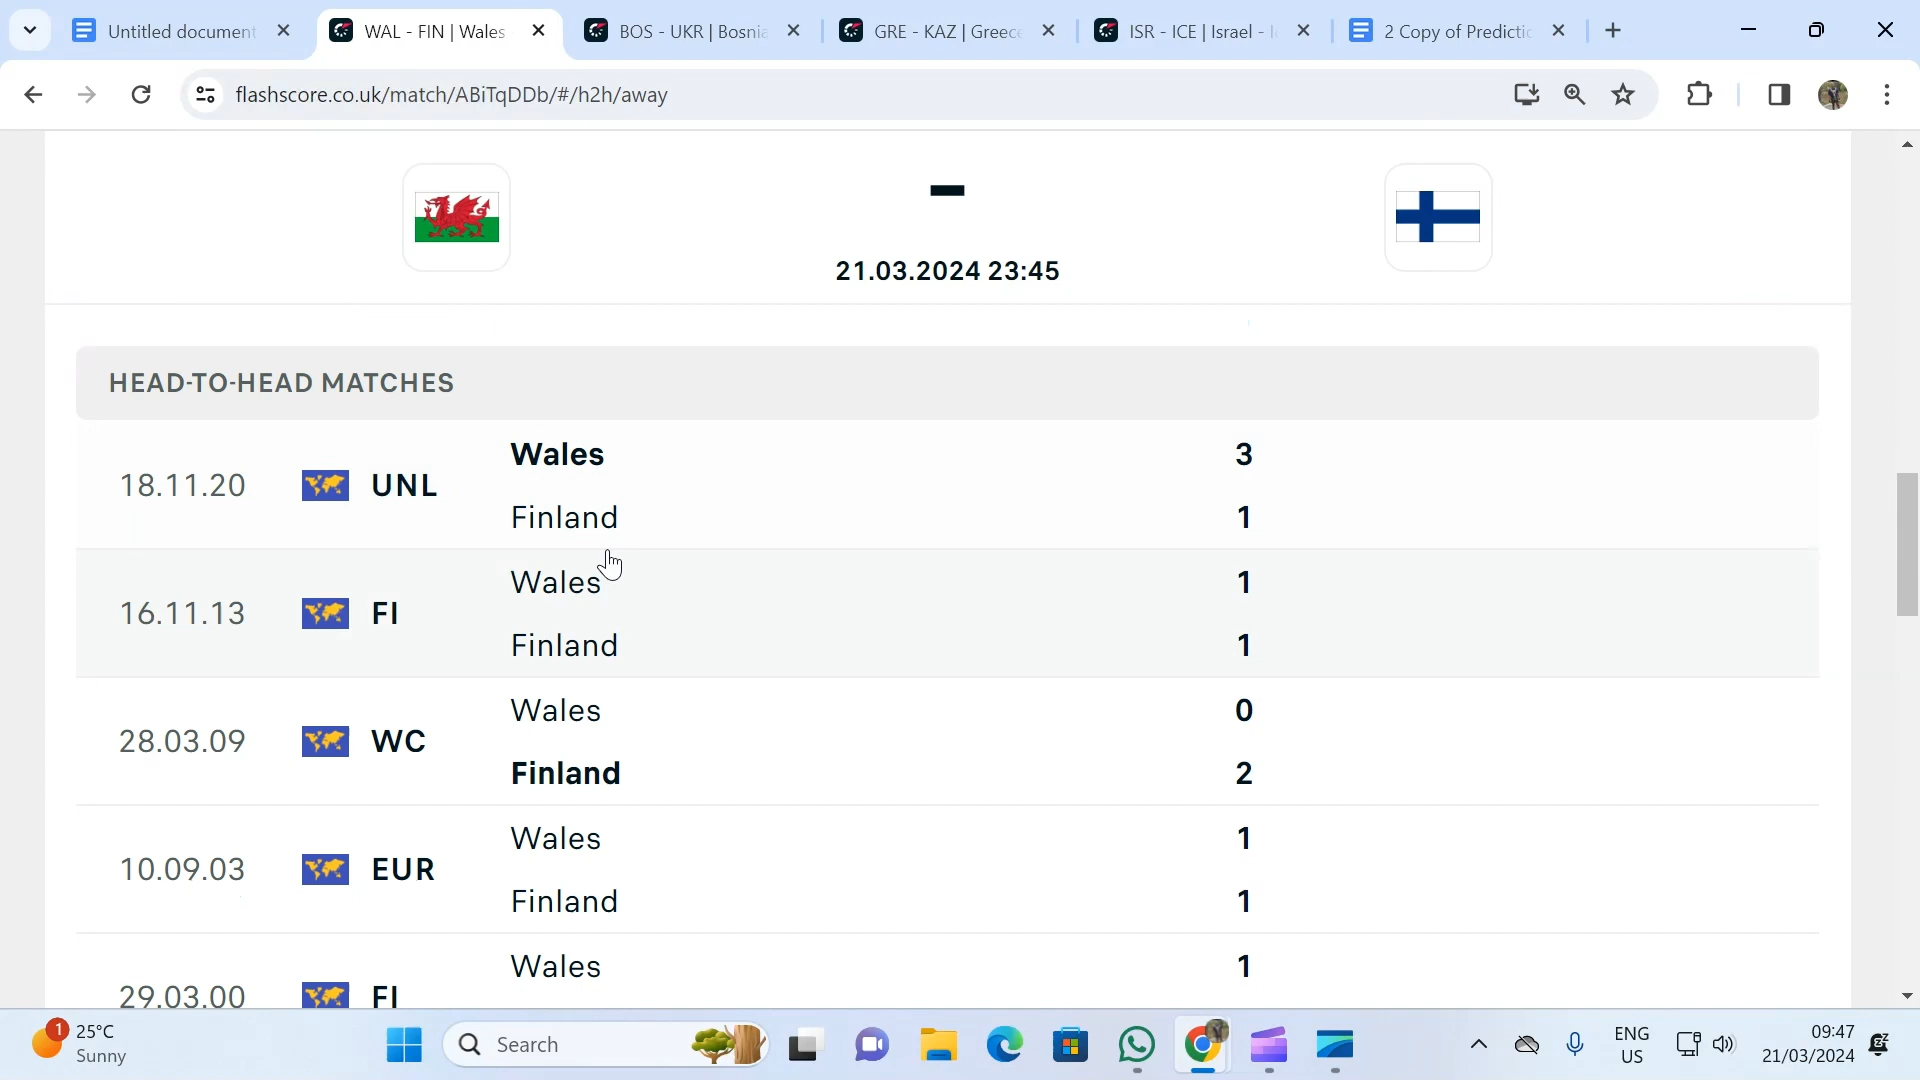 Untitled document
WAL - FIN | Wales
BOS - UKR | Bosnia
GRE - KAZ | Greece
ISR - ICE | Israel -
2 Copy of Predictio
flashscore.co.uk/match/ABiTqDDb/#/h2h/away
21.03.2024 23:45
HEAD-TO-HEAD MATCHES
18.11.20 UNL Wales 3
Finland 1
16.11.13 FI Wales 1
Finland 1
28.03.09 WC Wales 0
Finland 2
10.09.03 EUR Wales 1
Finland 1
29.03.00 FI Wales 1
1
25°C
Sunny
Search
ENG
US
09:47
21/03/2024